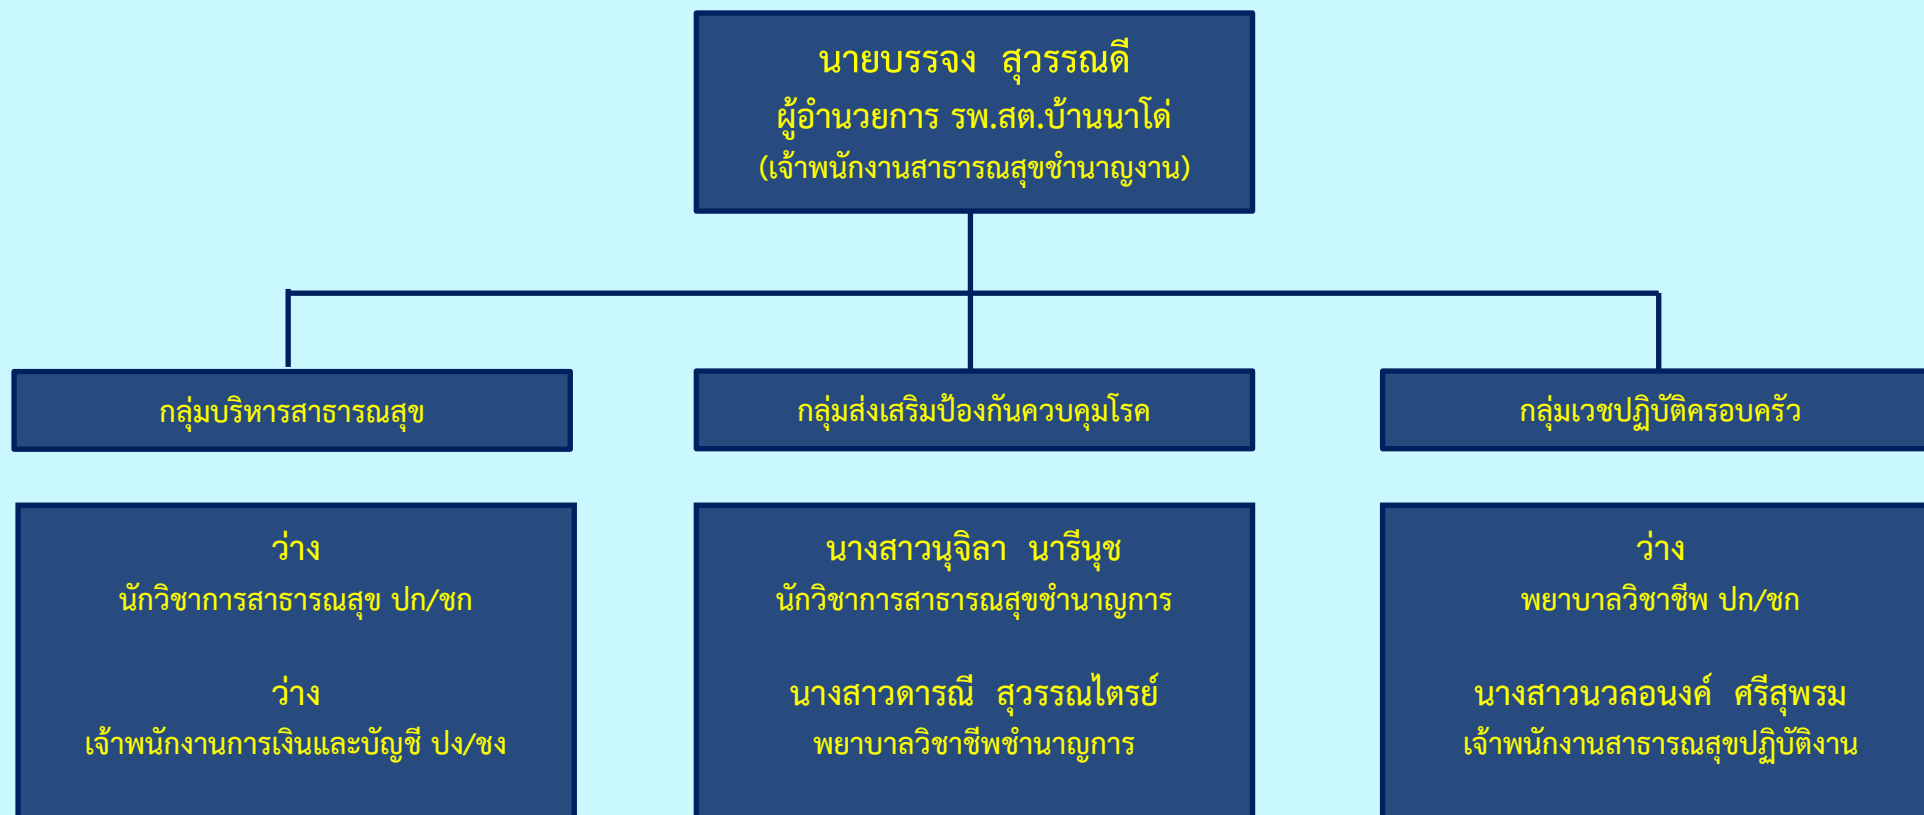 นายบรรจง สุวรรณดี
ผู้อำนวยการ รพ.สต.บ้านนาโด่
(เจ้าพนักงานสาธารณสุขชำนาญงาน)
กลุ่มบริหารสาธารณสุข
กลุ่มส่งเสริมป้องกันควบคุมโรค
กลุ่มเวชปฏิบัติครอบครัว
ว่าง
นักวิชาการสาธารณสุข ปก/ชก
ว่าง
เจ้าพนักงานการเงินและบัญชี ปง/ชง
นางสาวนุจิลา นารีนุช
นักวิชาการสาธารณสุขชำนาญการ
นางสาวดารณี สุวรรณไตรย์
พยาบาลวิชาชีพชำนาญการ
ว่าง
พยาบาลวิชาชีพ ปก/ชก
นางสาวนวลอนงค์ ศรีสุพรม
เจ้าพนักงานสาธารณสุขปฏิบัติงาน